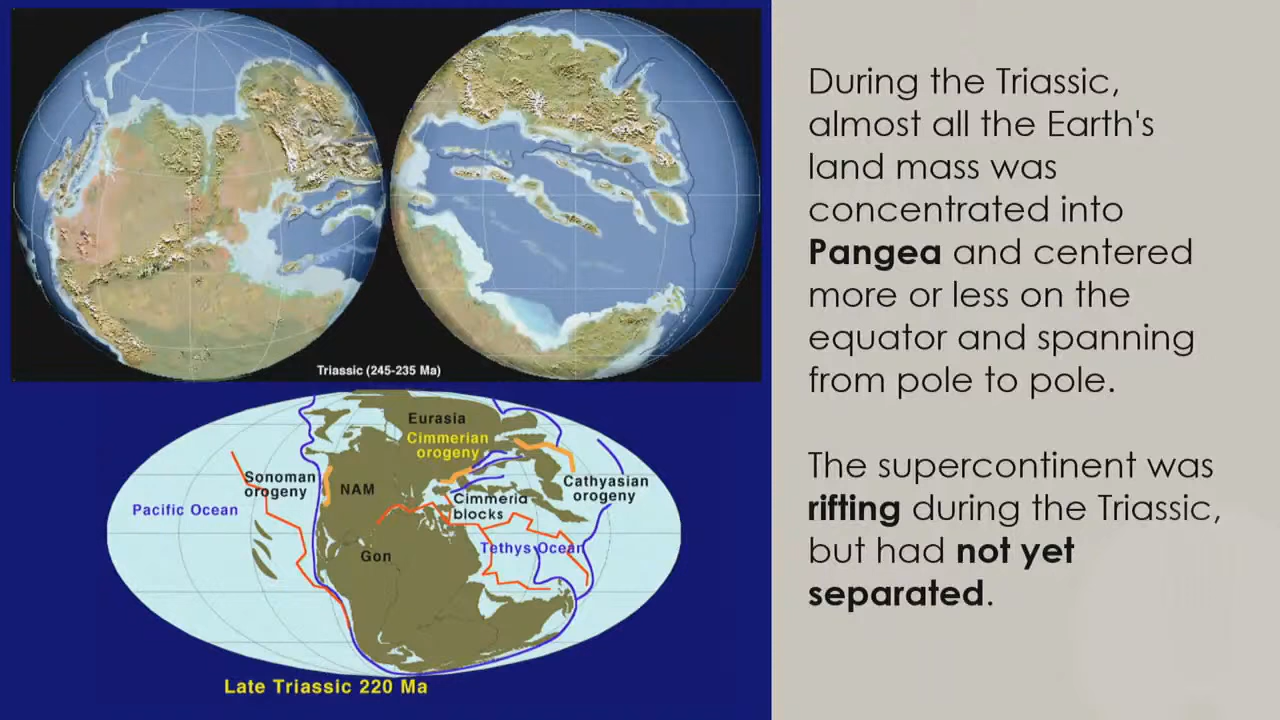 Triassic (245-235 Ma)
Eurasia
Cimmerian
orogeny
Sonoman
orogeny
NAM
Cathyasian
orogeny
Cimmeria
blocks
Pacific Ocean
Tethys Ocean
Gon
Late Triassic 220 Ma
During the Triassic,
almost all the Earth's
land mass was
concentrated into
Pangea and centered
more or less on the
equator and spanning
from pole to pole.
The supercontinent was
rifting during the Triassic,
but had not yet
separated.